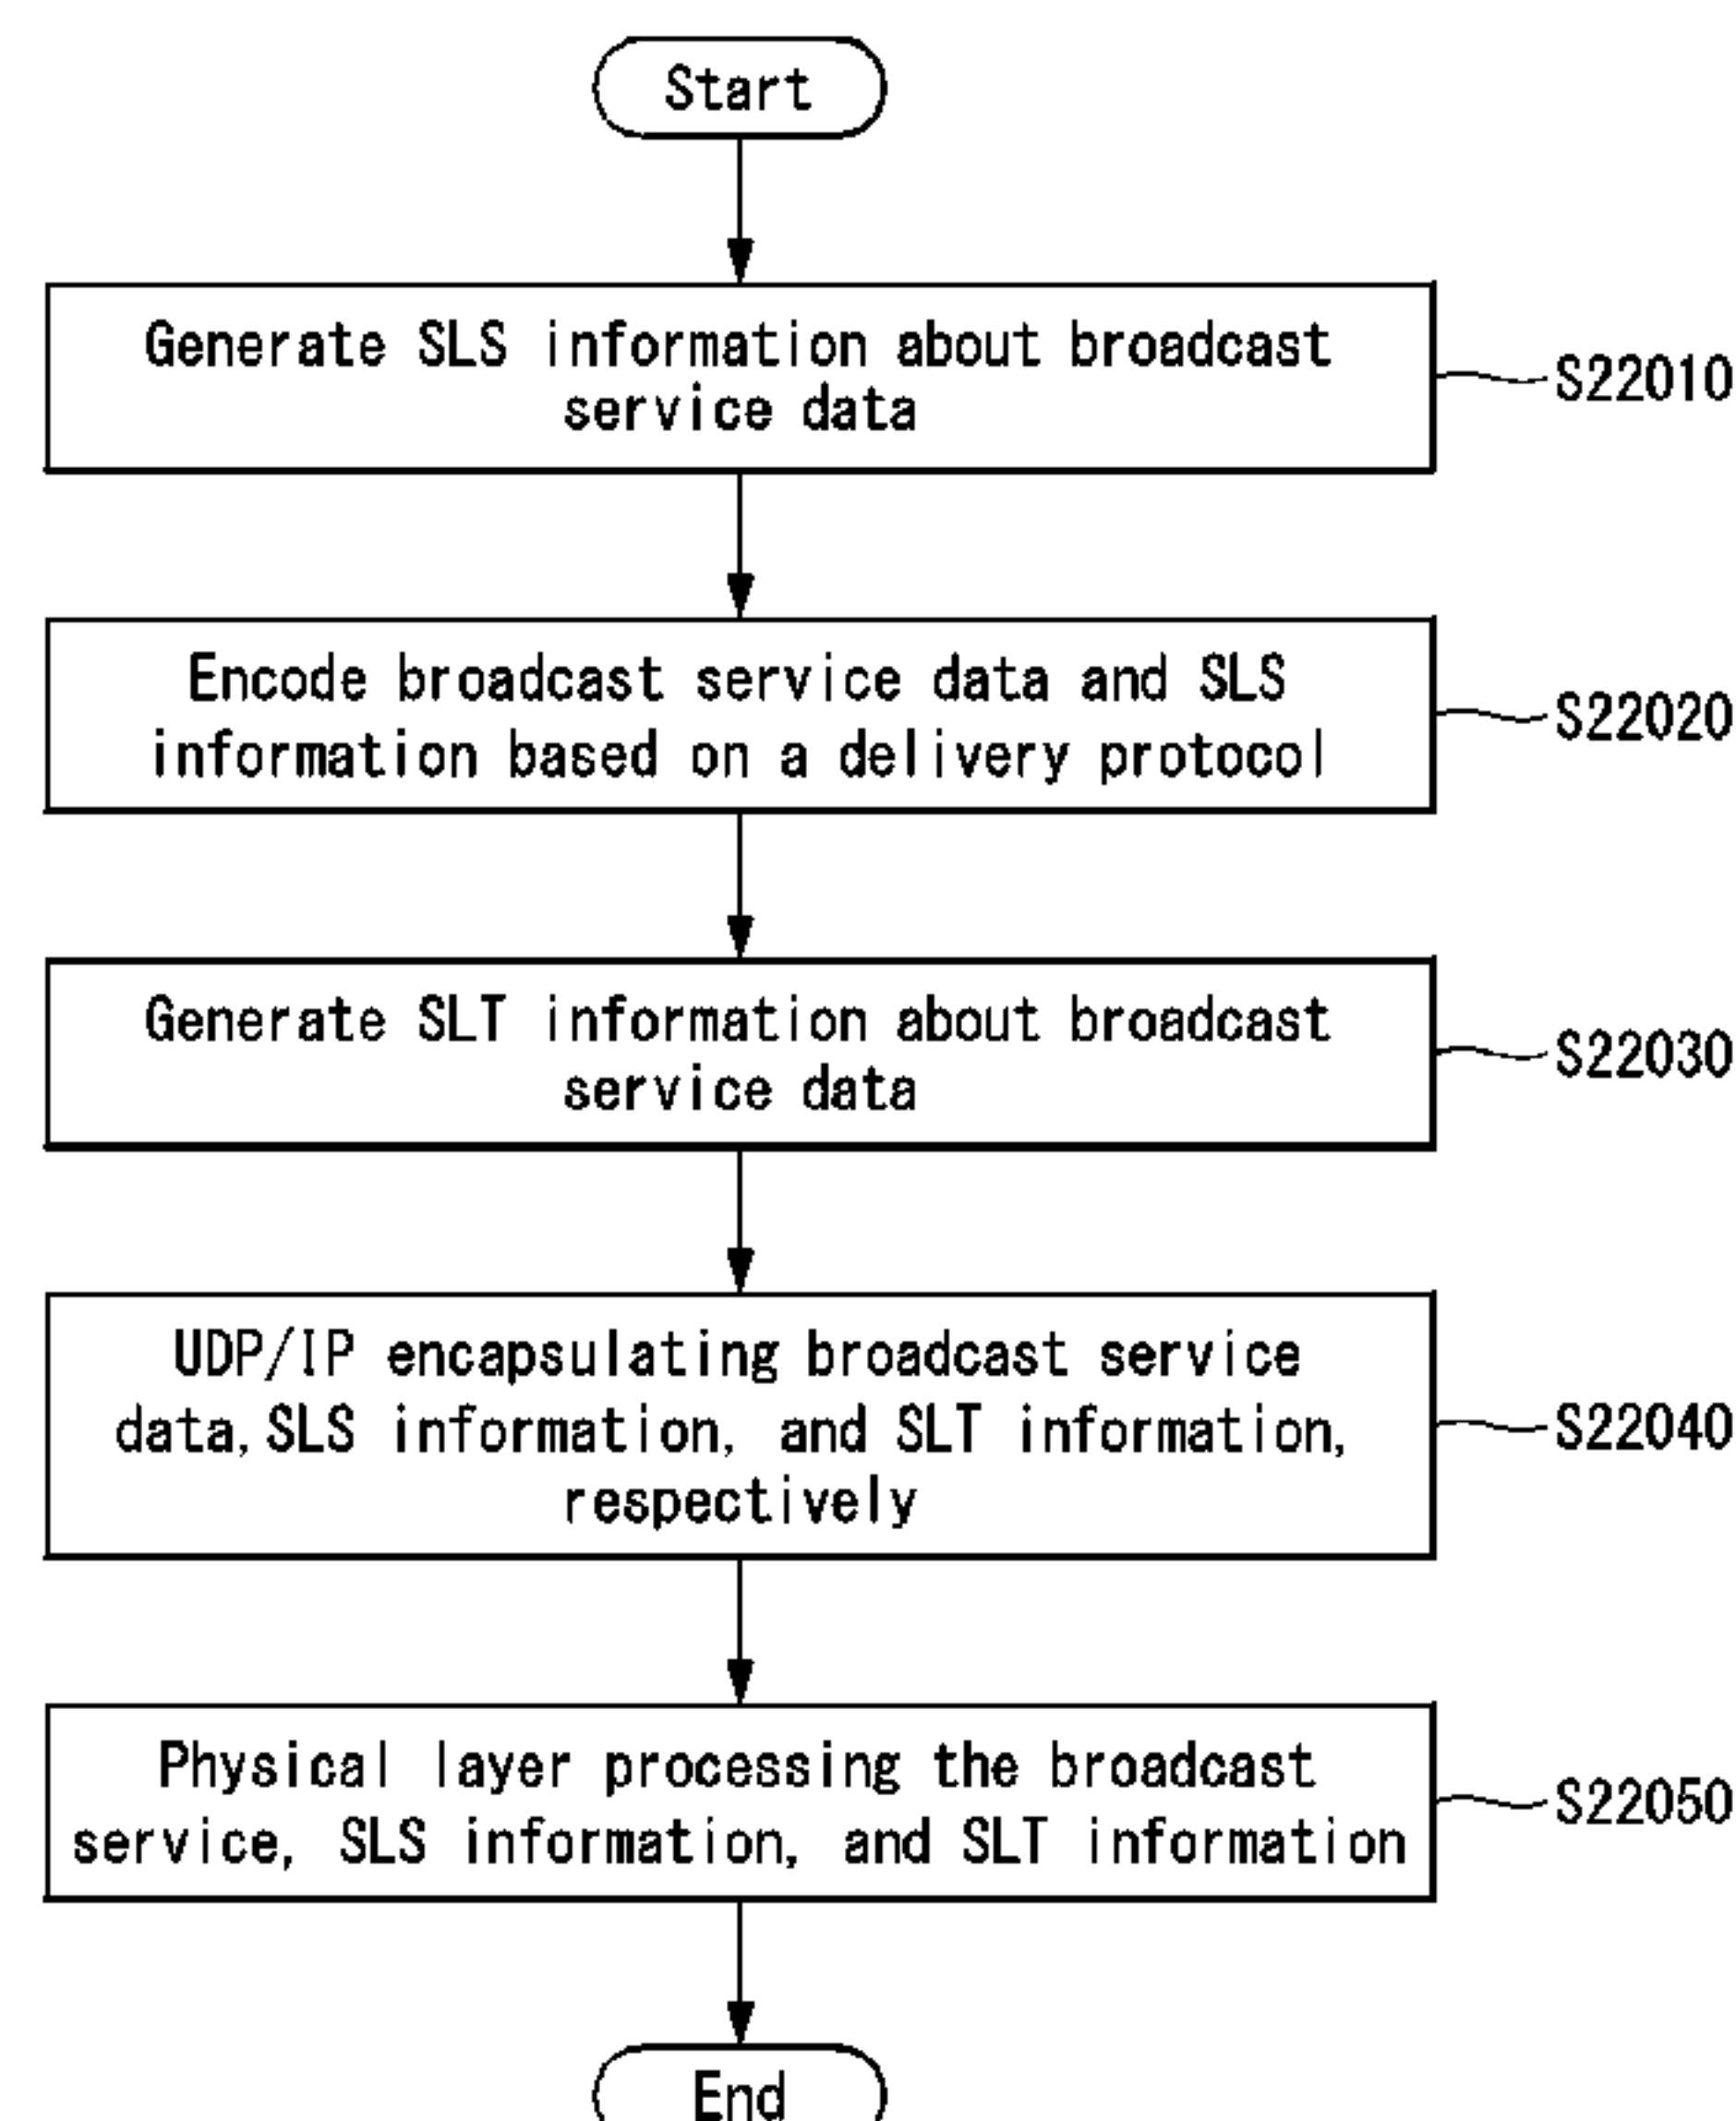 Start
Generate SLS information about broadcast
service data
S22010
Encode broadcast service data and SLS
information based on a delivery protocol
S22020
Generate SLT information about broadcast
service data
S22030
UDP/IP encapsulating broadcast service
data, SLS information, and SLT information,
respectively
S22040
Physical layer processing the broadcast
service, SLS information, and SLT information
S22050
End